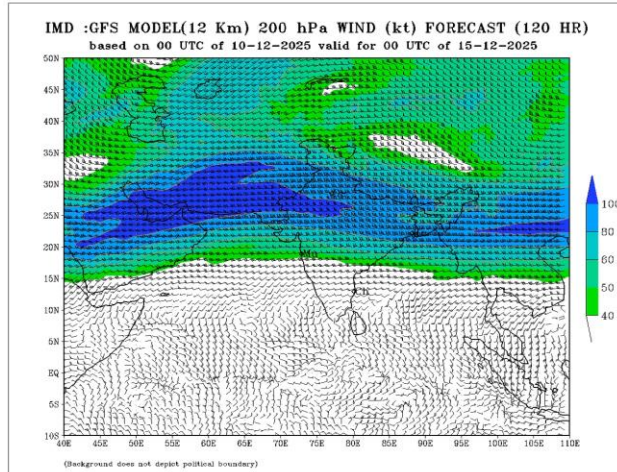 IMD :GFS MODEL(12 Km) 200 hPa WIND (kt) FORECAST (120 HR)
based on 00 UTC of 10-12-2025 valid for 00 UTC of 15-12-2025
50N
45N
40N
35N
30N
25N
20N
15N
10N
5N
EQ
5S
10S
Mu
Ch
100
80
60
50
40
40E 45E 50E 55E 60E 65E 70E 75E 80E 85E 90E 95E 100E 105E 110E
(Background does not depict political boundary)